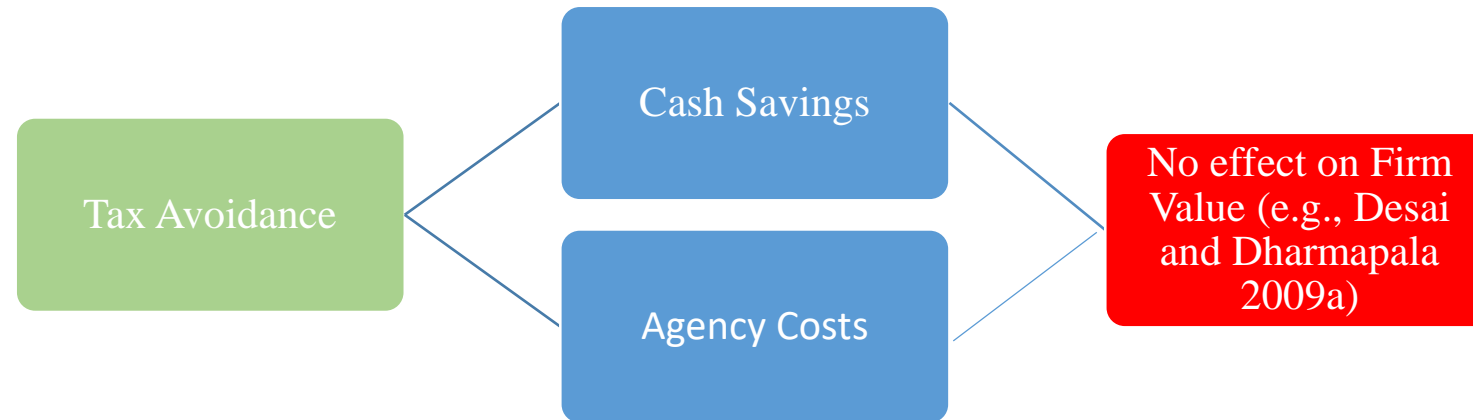 Tax Avoidance
Cash Savings
Agency Costs
No effect on Firm
Value (e.g., Desai
and Dharmapala
2009a)